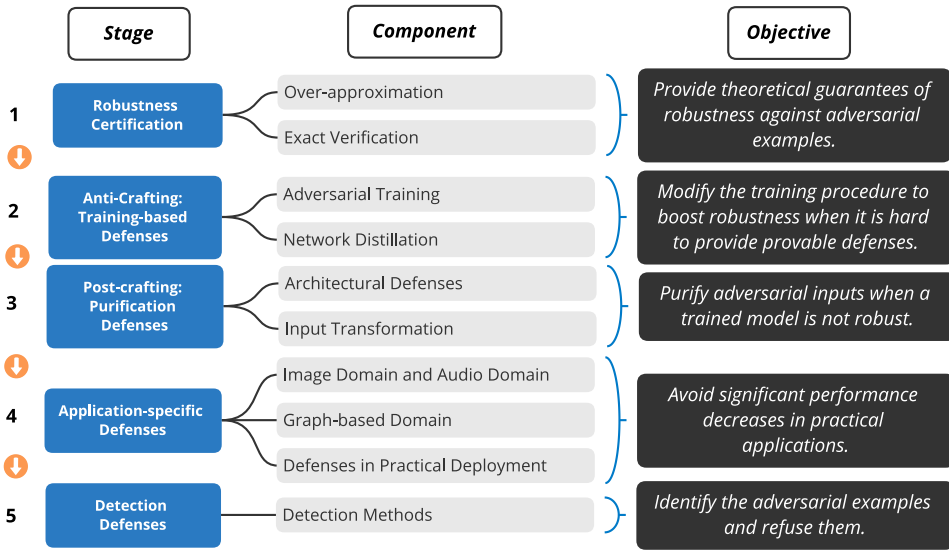 Stage
Component
Objective
1
Robustness
Certification
Over-approximation
Exact Verification
Provide theoretical guarantees of
robustness against adversarial
examples.
2
Anti-Crafting:
Training-based
Defenses
Adversarial Training
Network Distillation
Modify the training procedure to
boost robustness when it is hard
to provide provable defenses.
3
Post-crafting:
Purification
Defenses
Architectural Defenses
Input Transformation
Purify adversarial inputs when a
trained model is not robust.
4
Application-specific
Defenses
Image Domain and Audio Domain
Graph-based Domain
Defenses in Practical Deployment
Avoid significant performance
decreases in practical
applications.
5
Detection
Defenses
Detection Methods
Identify the adversarial examples
and refuse them.